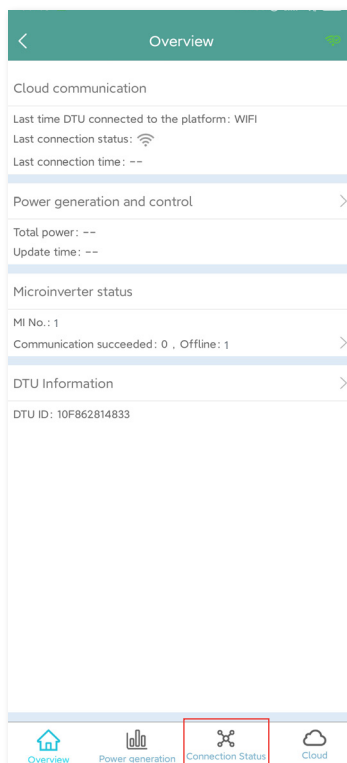 Overview
Cloud communication
Last time DTU connected to the platform: WIFI
Last connection status:
Last connection time: --
Power generation and control
Total power: --
Update time: --
Microinverter status
MI No.: 1
Communication succeeded: 0 , Offline: 1
DTU Information
DTU ID: 10F862814833
Overview
Power generation
Connection Status
Cloud